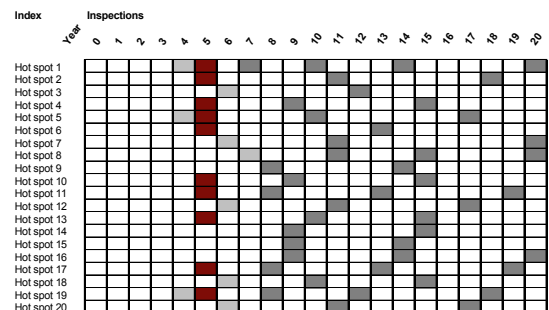 Index Inspections
Year 0 1 2 3 4 5 6 7 8 9 10 11 12 13 14 15 16 17 18 19 20
Hot spot 1
Hot spot 2
Hot spot 3
Hot spot 4
Hot spot 5
Hot spot 6
Hot spot 7
Hot spot 8
Hot spot 9
Hot spot 10
Hot spot 11
Hot spot 12
Hot spot 13
Hot spot 14
Hot spot 15
Hot spot 16
Hot spot 17
Hot spot 18
Hot spot 19
Hot spot 20